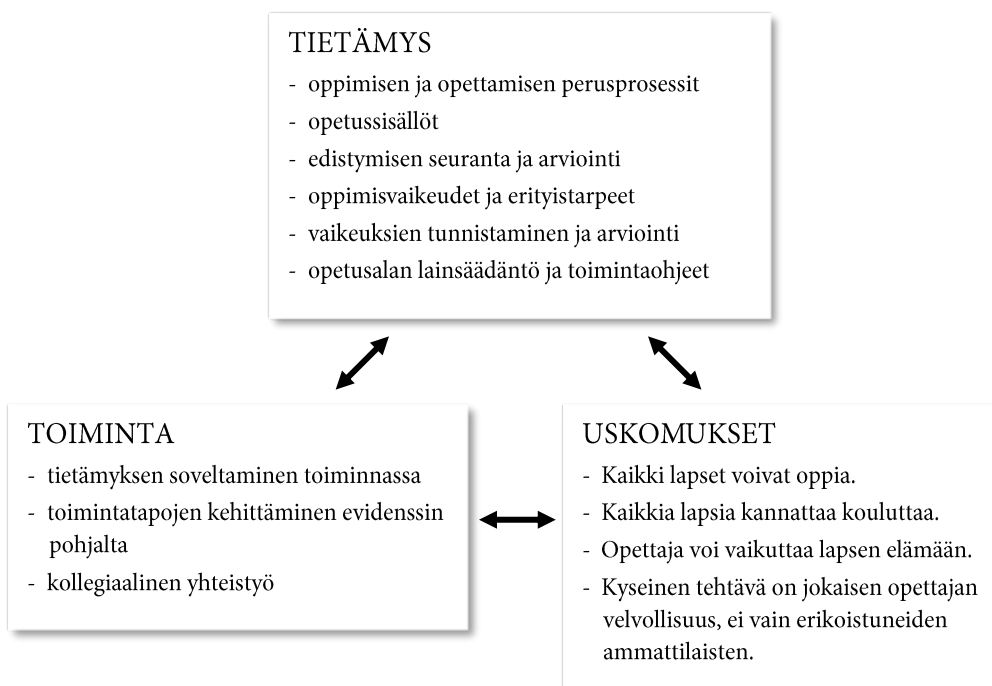 TIETÄMYS
- oppimisen ja opettamisen perusprosessit
- opetussisällöt
- edistymisen seuranta ja arviointi
- oppimisvaikeudet ja erityistarpeet
- vaikeuksien tunnistaminen ja arviointi
- opetusalan lainsäädäntö ja toimintaohjeet
TOIMINTA
- tietämyksen soveltaminen toiminnassa
- toimintatapojen kehittäminen evidenssin
pohjalta
- kollegiaalinen yhteistyö
USKOMUKSET
- Kaikki lapset voivat oppia.
- Kaikkia lapsia kannattaa kouluttaa.
- Opettaja voi vaikuttaa lapsen elämään.
- Kyseinen tehtävä on jokaisen opettajan
velvollisuus, ei vain erikoistuneiden
ammattilaisten.